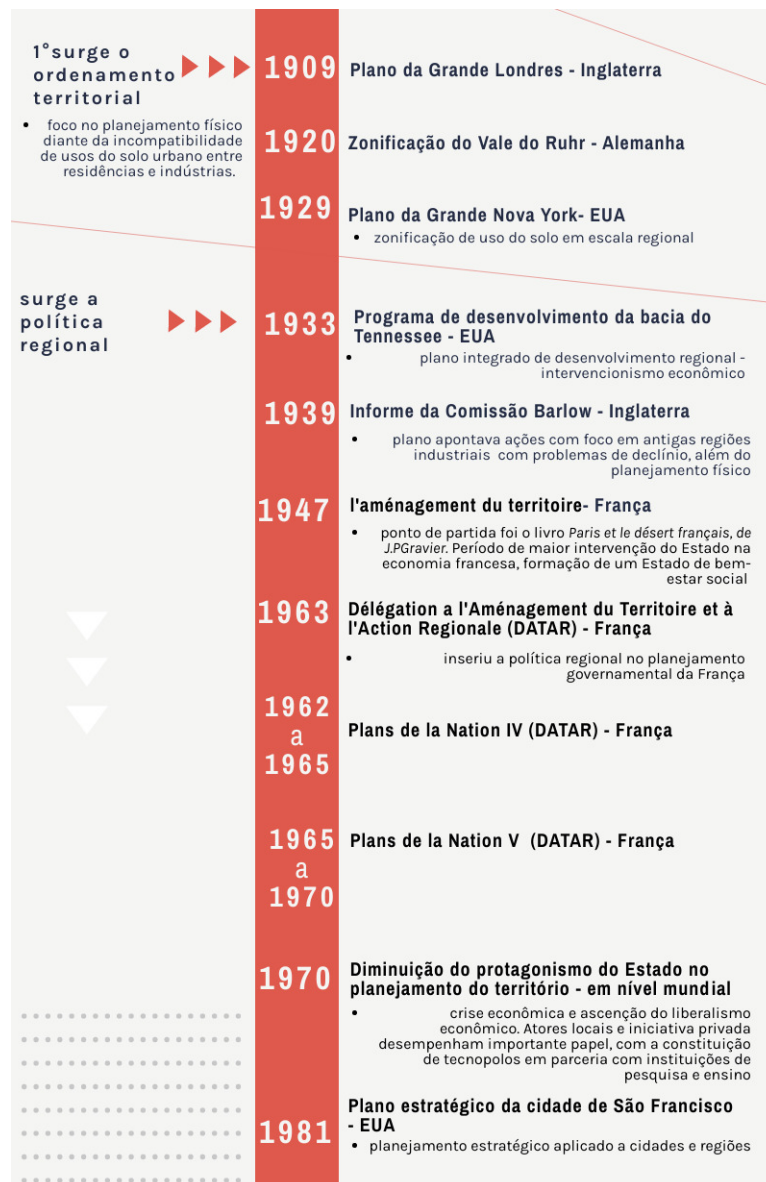 1°surge o
ordenamento
territorial
• foco no planejamento físico
diante da incompatibilidade
de usos do solo urbano entre
residências e indústrias.
1909
Plano da Grande Londres - Inglaterra
1920
Zonificação do Vale do Ruhr - Alemanha
1929
Plano da Grande Nova York- EUA
• zonificação de uso do solo em escala regional
surge a
política
regional
1933
Programa de desenvolvimento da bacia do
Tennessee - EUA
• plano integrado de desenvolvimento regional -
intervencionismo econômico
1939
Informe da Comissão Barlow - Inglaterra
• plano apontava ações com foco em antigas regiões
industriais com problemas de declínio, além do
planejamento físico
1947
l'aménagement du territoire- França
• ponto de partida foi o livro Paris et le désert français, de
J.PGravier. Período de maior intervenção do Estado na
economia francesa, formação de um Estado de bem-
estar social
1963
Délégation a l'Aménagement du Territoire et à
l'Action Regionale (DATAR) - França
• inseriu a política regional no planejamento
governamental da França
1962
a
1965
Plans de la Nation IV (DATAR) - França
1965
a
1970
Plans de la Nation V (DATAR) - França
1970
Diminuição do protagonismo do Estado no
planejamento do território - em nível mundial
• crise econômica e ascenção do liberalismo
econômico. Atores locais e iniciativa privada
desempenham importante papel, com a constituição
de tecnopolos em parceria com instituições de
pesquisa e ensino
1981
Plano estratégico da cidade de São Francisco
- EUA
• planejamento estratégico aplicado a cidades e regiões